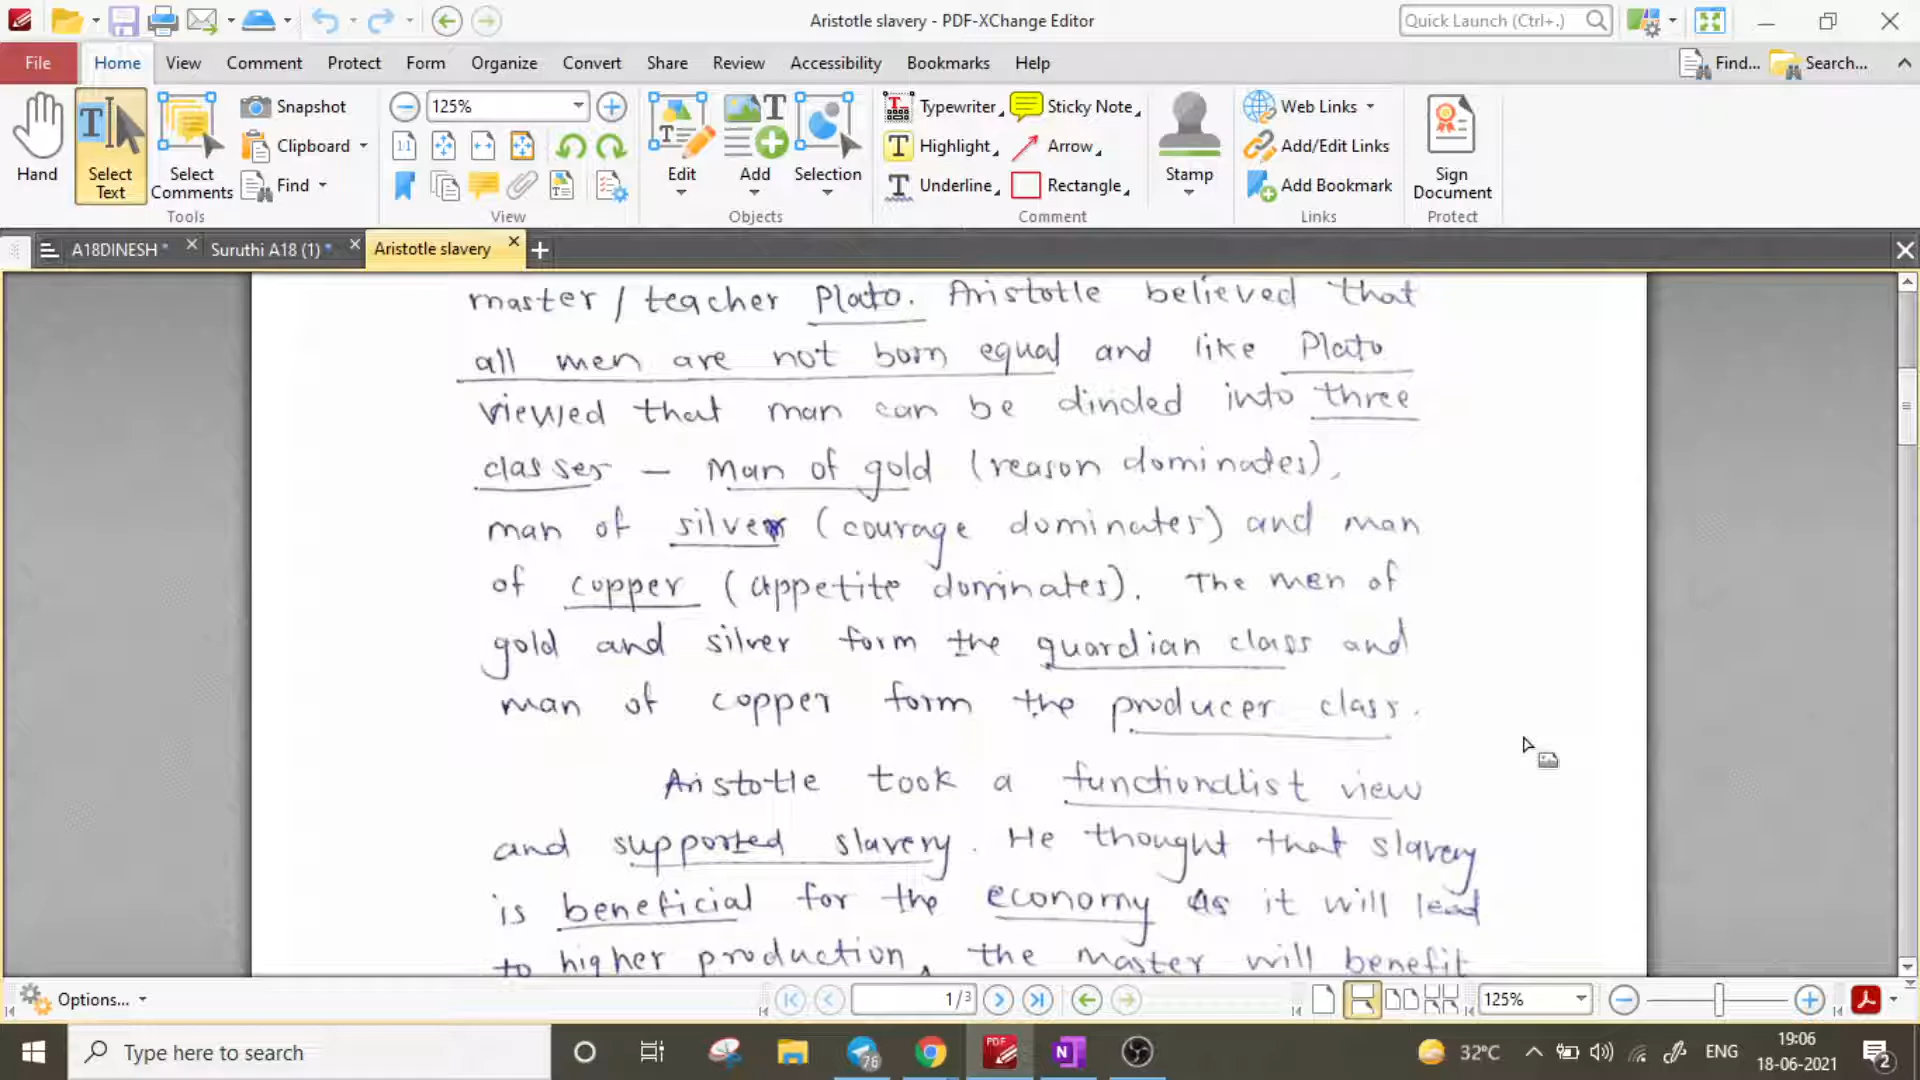 Aristotle slavery - PDF-XChange Editor
Quick Launch (Ctrl+.)
File Home View Comment Protect Form Organize Convert Share Review Accessibility Bookmarks Help Find... Search...
Hand
Select Text
Select Comments
Snapshot
Clipboard
Find
Tools
125%
View
Edit
Add
Selection
Objects
Typewriter
Sticky Note
Highlight
Arrow
Underline
Rectangle
Stamp
Comment
Web Links
Add/Edit Links
Add Bookmark
Links
Sign Document
Protect
A18DINESH *
Suruthi A18 (1) *
Aristotle slavery
master / teacher Plato. Aristotle believed that
all men are not born equal and like Plato
viewed that man can be divided into three
classes — Man of gold (reason dominates),
man of silver (courage dominates) and man
of copper (appetite dominates). The men of
gold and silver form the guardian class and
man of copper form the producer class.
Aristotle took a functionalist view
and supported slavery. He thought that slavery
is beneficial for the economy as it will lead
to higher production, the master will benefit
Options...
1/3
125%
Type here to search
76
32°C
ENG
19:06
18-06-2021
2